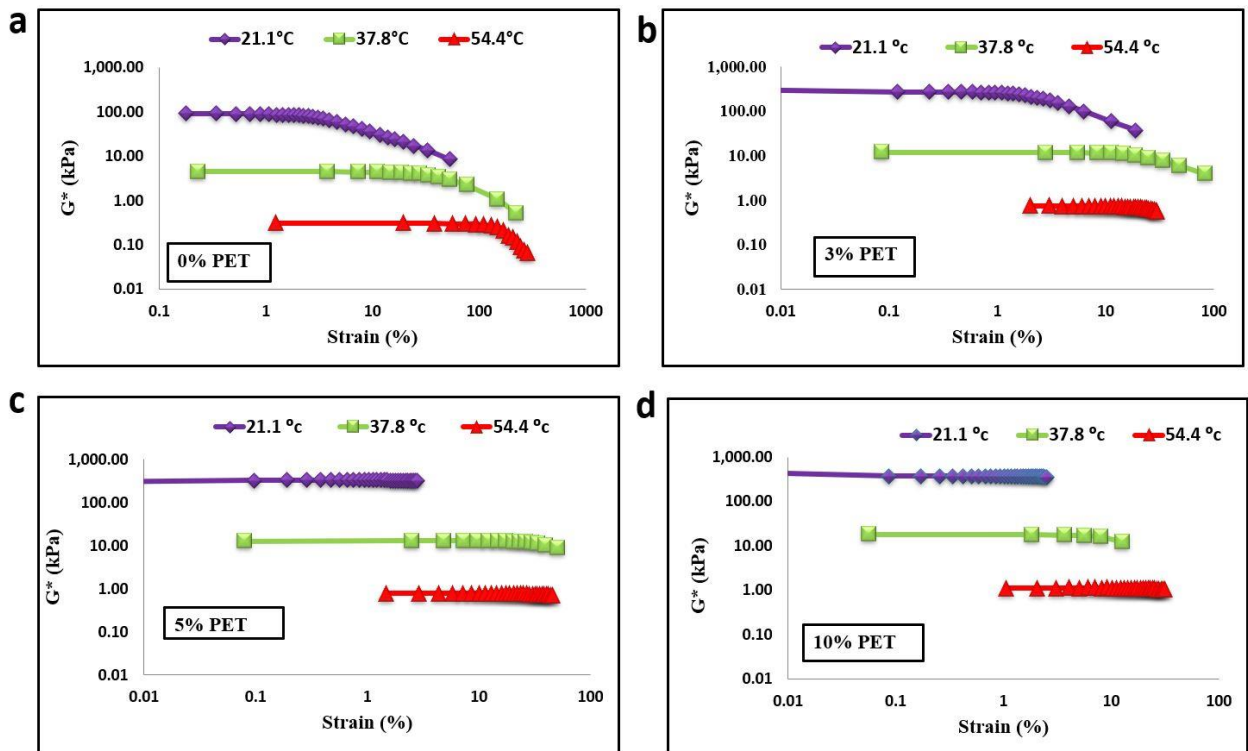 a
21.1°C 37.8°C 54.4°C
1,000.00
100.00
10.00
1.00
0.10
0.01
G* (kPa)
0% PET
0.1 1 10 100 1000
Strain (%)
b
21.1 ºc 37.8 ºc 54.4 ºc
1,000.00
100.00
10.00
1.00
0.10
0.01
G* (kPa)
3% PET
0.01 0.1 1 10 100
Strain (%)
c
21.1 ºc 37.8 ºc 54.4 ºc
1,000.00
100.00
10.00
1.00
0.10
0.01
G* (kPa)
5% PET
0.01 0.1 1 10 100
Strain (%)
d
21.1 ºc 37.8 ºc 54.4 ºc
1,000.00
100.00
10.00
1.00
0.10
0.01
G* (kPa)
10% PET
0.01 0.1 1 10 100
Strain (%)